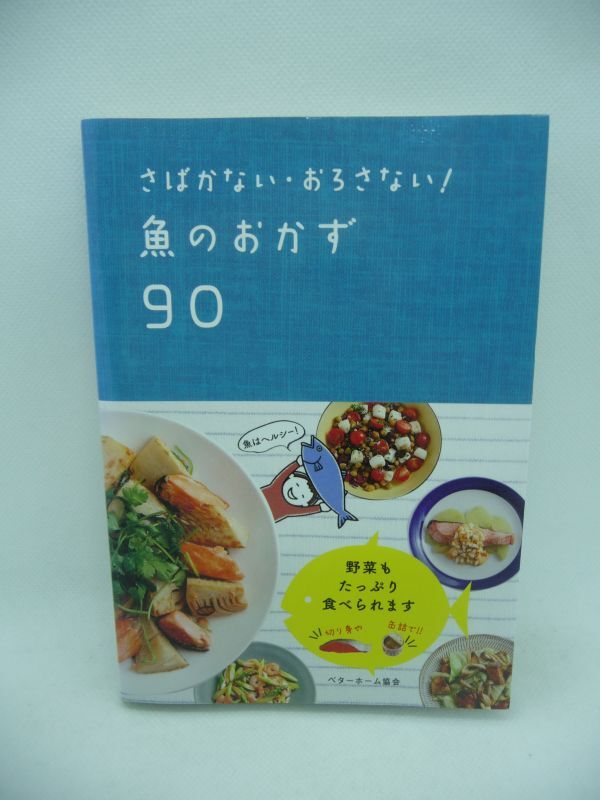 さばかない・おろさない!
魚のおかず
90
魚はヘルシー!
野菜も
たっぷり
食べられます
切り身や
缶詰で!!
ベターホーム協会